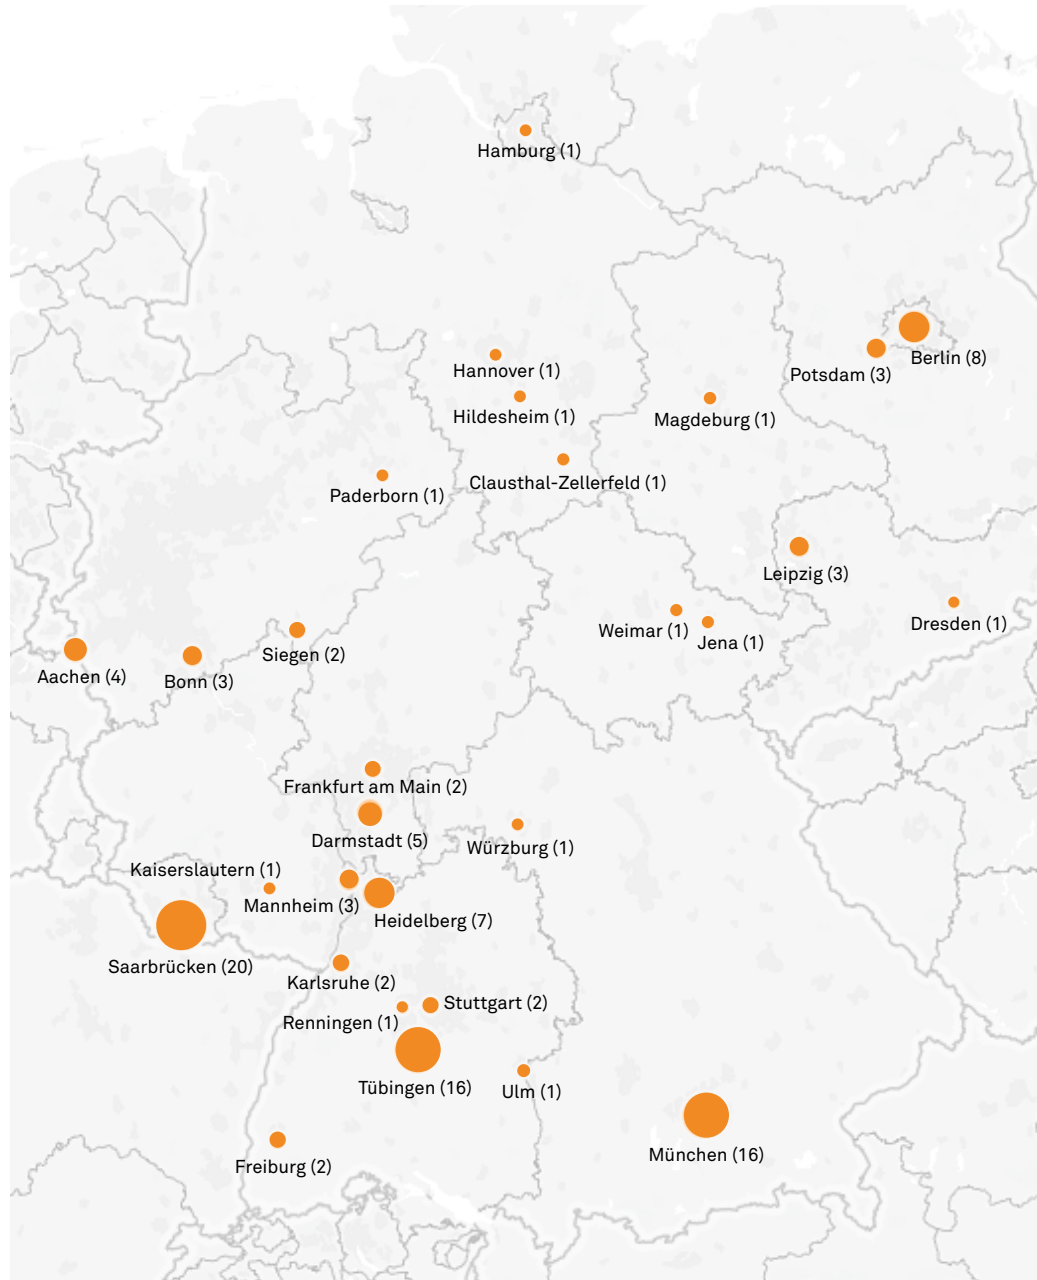 Hamburg (1)
Berlin (8)
Hannover (1)
Potsdam (3)
Hildesheim (1)
Magdeburg (1)
Clausthal-Zellerfeld (1)
Paderborn (1)
Leipzig (3)
Dresden (1)
Weimar (1)
Jena (1)
Siegen (2)
Aachen (4)
Bonn (3)
Frankfurt am Main (2)
Darmstadt (5)
Würzburg (1)
Kaiserslautern (1)
Mannheim (3)
Heidelberg (7)
Saarbrücken (20)
Karlsruhe (2)
Stuttgart (2)
Renningen (1)
Tübingen (16)
Ulm (1)
München (16)
Freiburg (2)